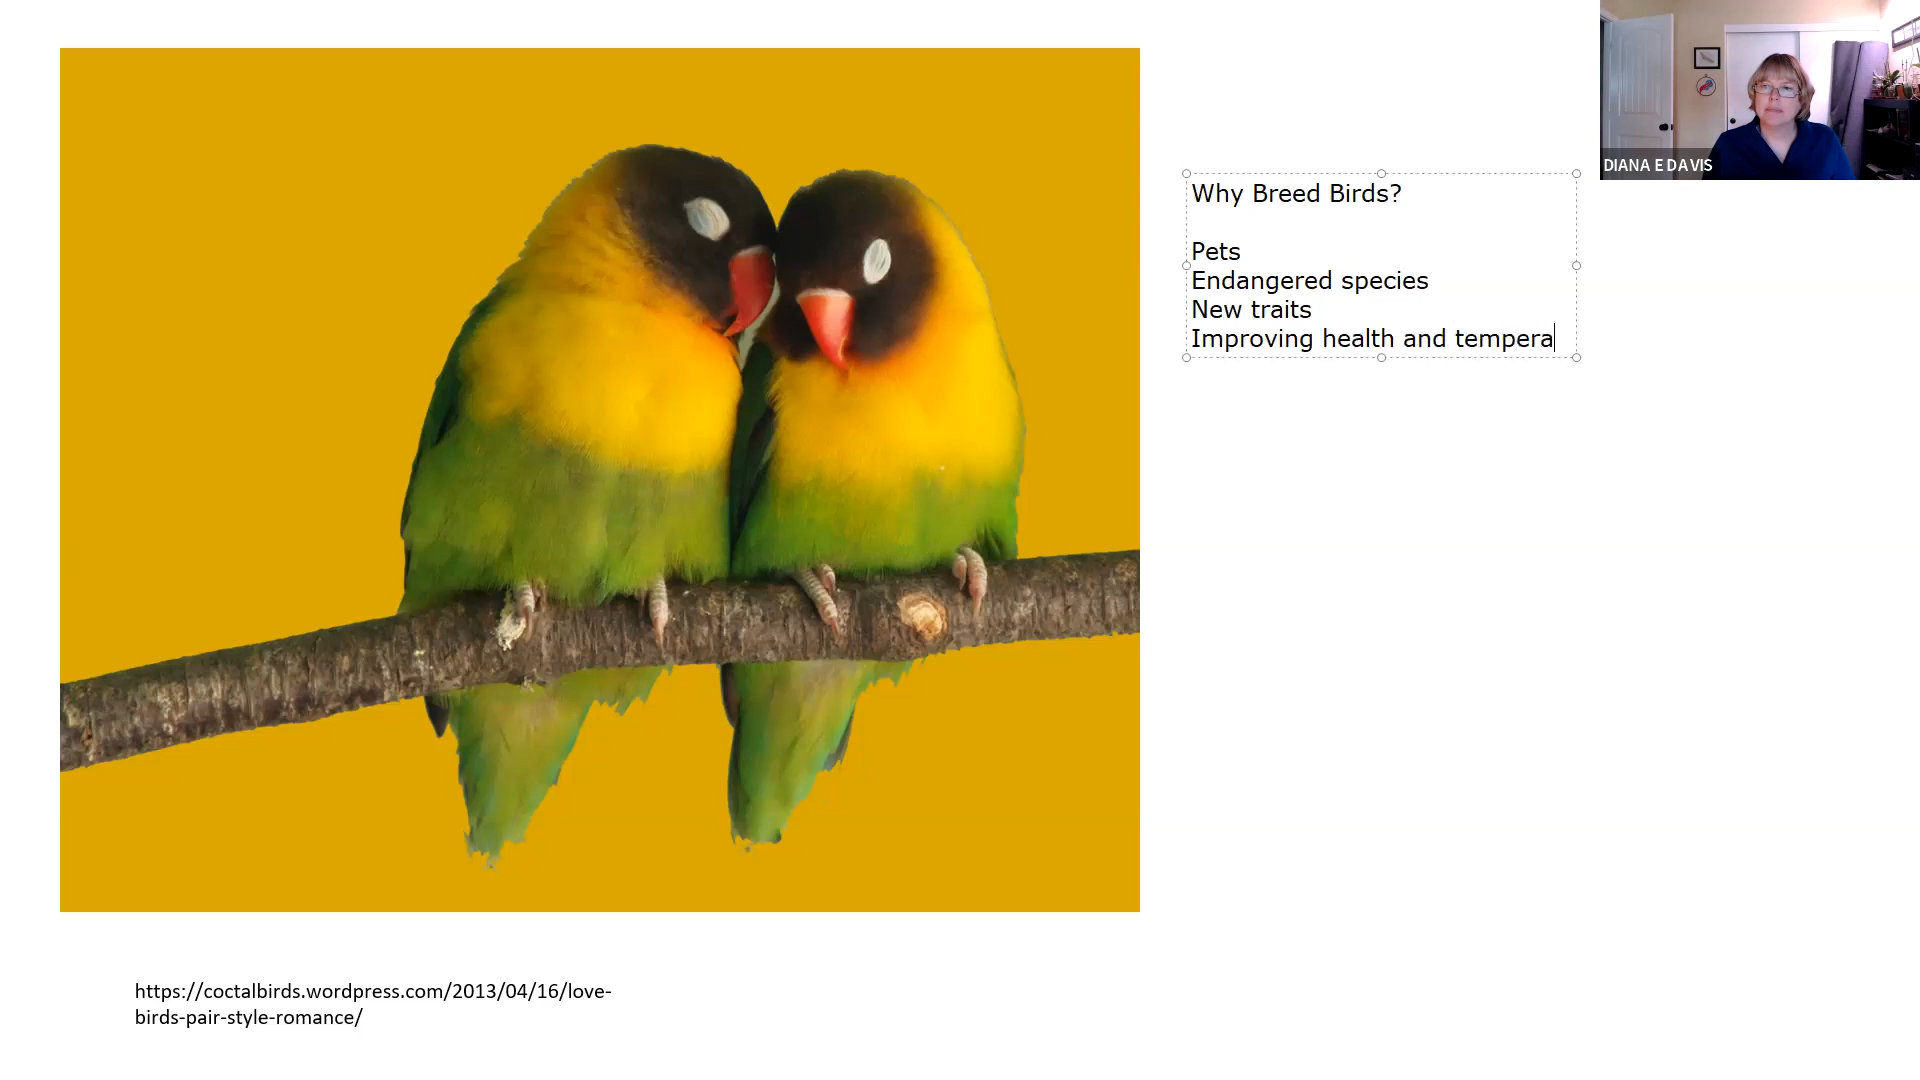 Why Breed Birds?
Pets
Endangered species
New traits
Improving health and tempera
DIANA E DAVIS
https://coctalbirds.wordpress.com/2013/04/16/love-
birds-pair-style-romance/